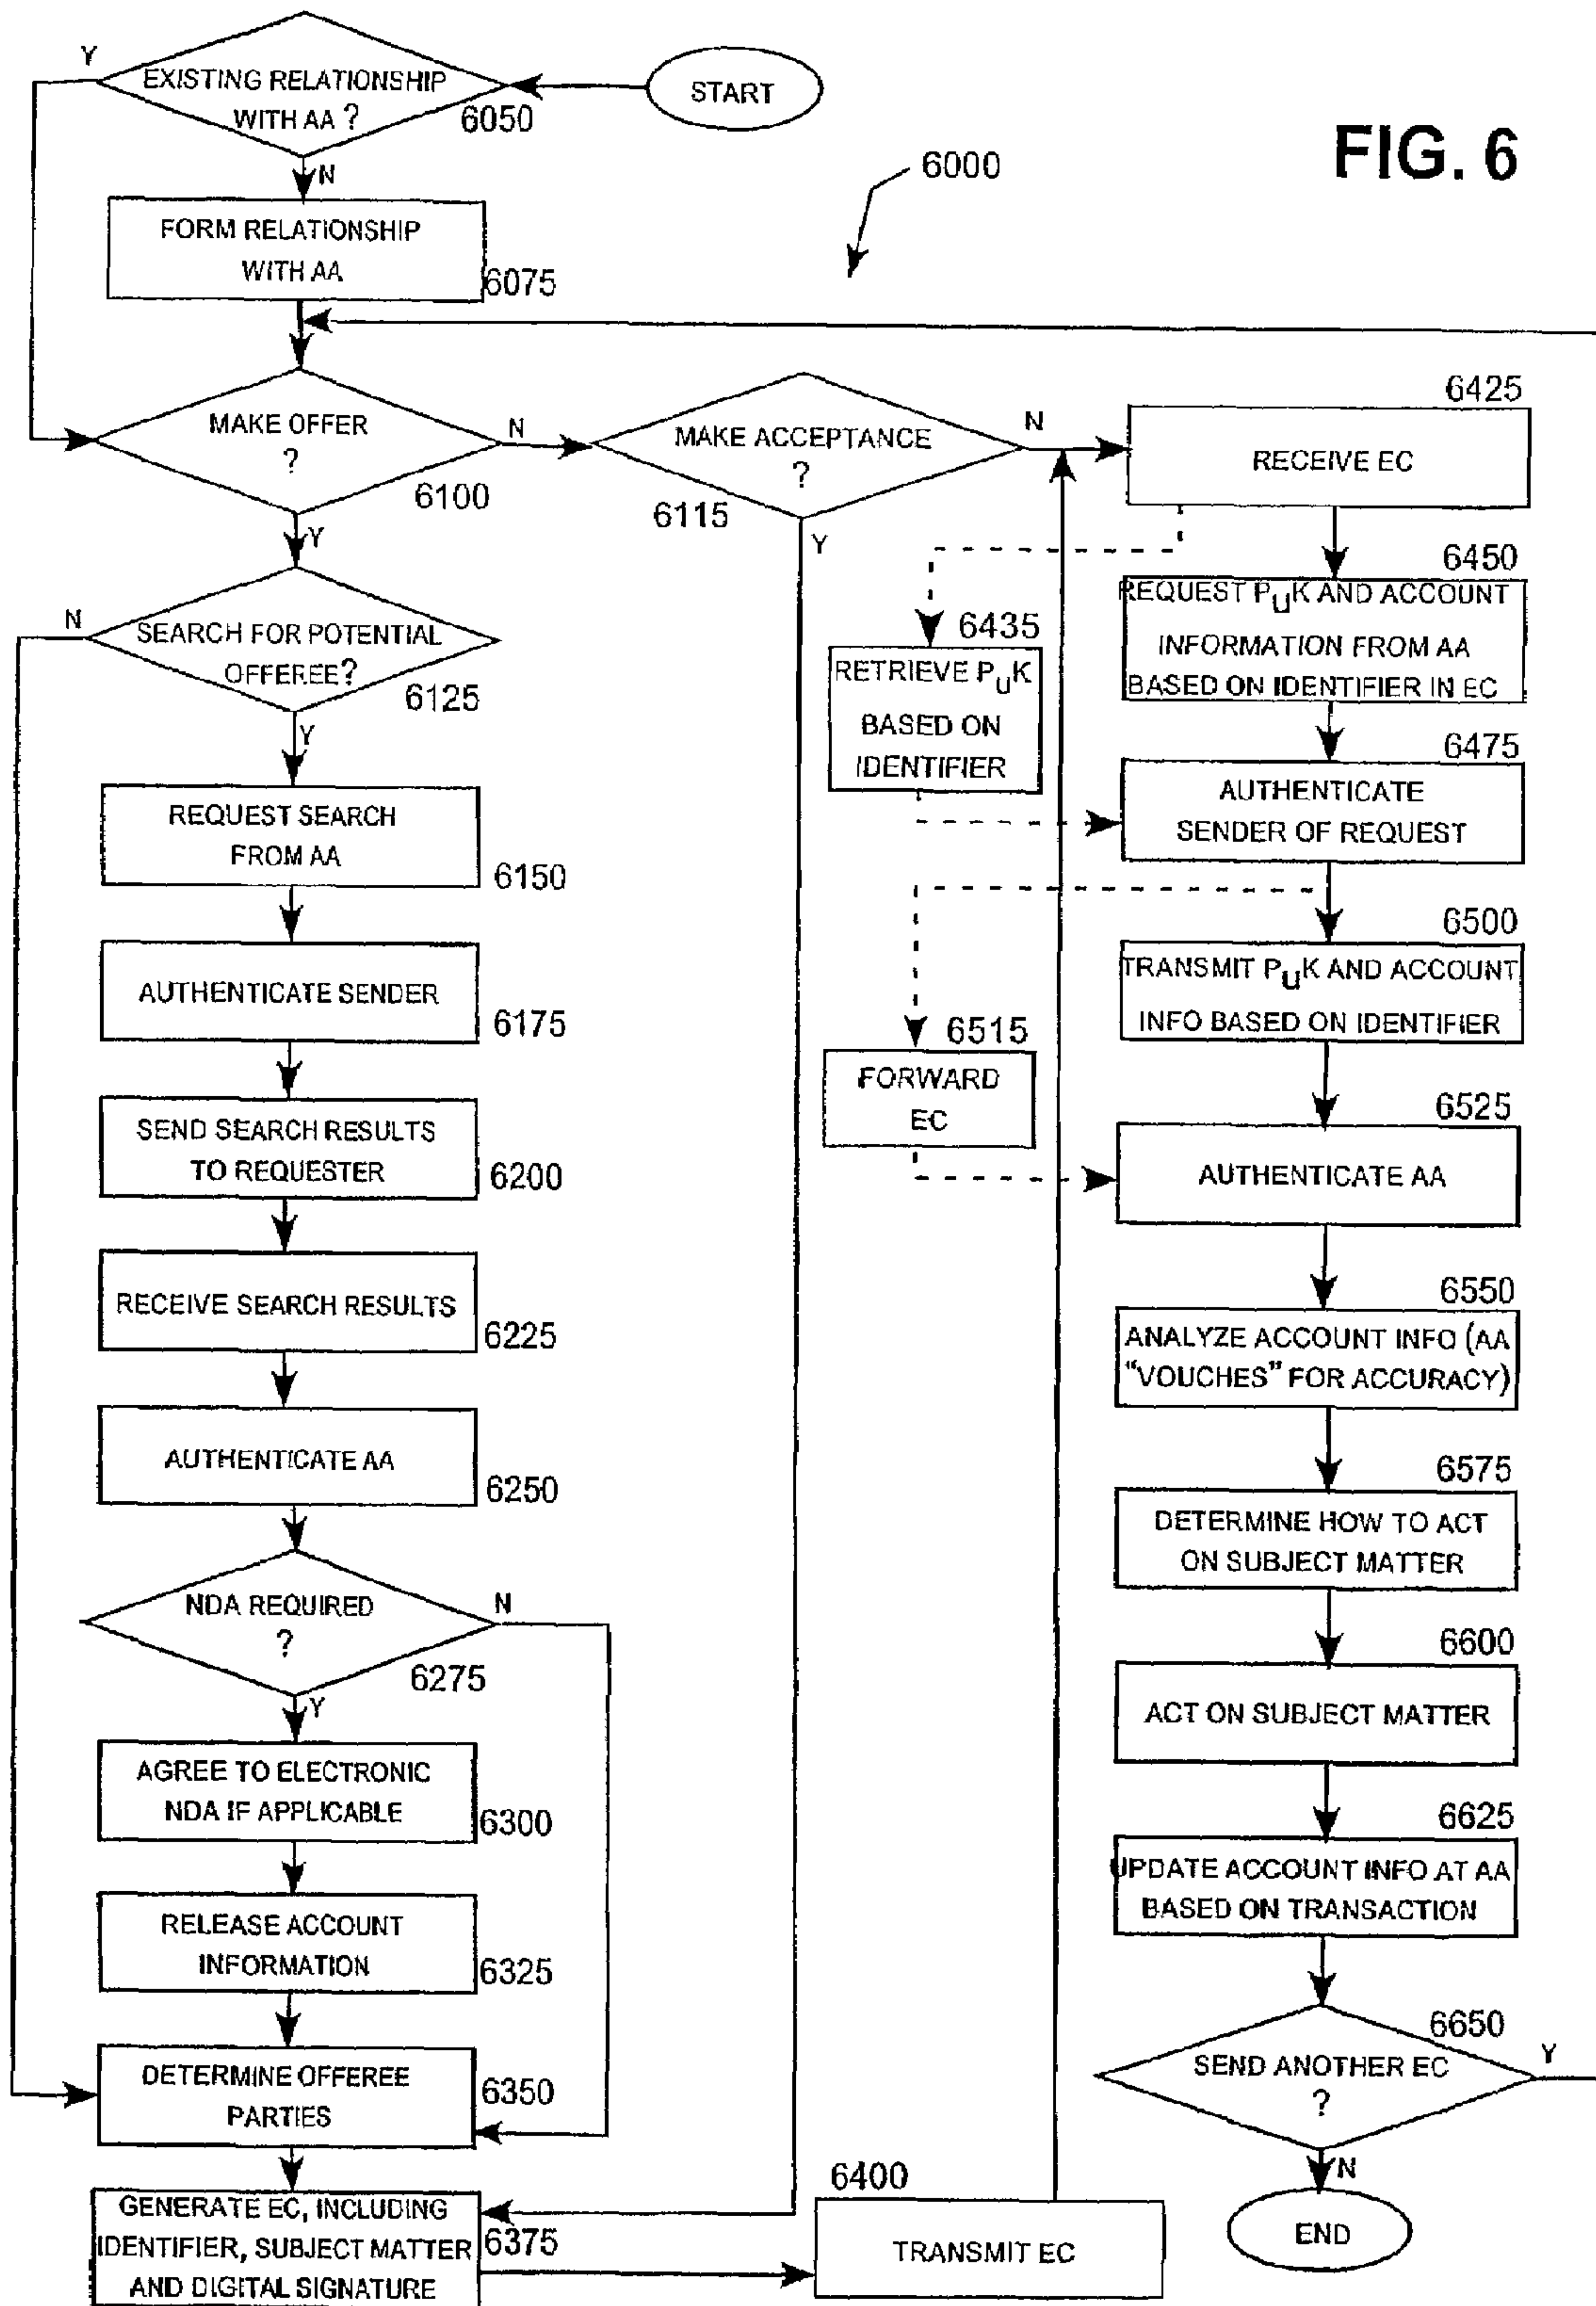 FIG. 6
START
EXISTING RELATIONSHIP
WITH AA ?
6050
Y
N
6000
FORM RELATIONSHIP
WITH AA
6075
MAKE OFFER
?
6100
N
Y
MAKE ACCEPTANCE
?
6115
N
Y
SEARCH FOR POTENTIAL
OFFEREE?
6125
N
Y
REQUEST SEARCH
FROM AA
6150
AUTHENTICATE SENDER
6175
SEND SEARCH RESULTS
TO REQUESTER
6200
RECEIVE SEARCH RESULTS
6225
AUTHENTICATE AA
6250
NDA REQUIRED
?
6275
N
Y
AGREE TO ELECTRONIC
NDA IF APPLICABLE
6300
RELEASE ACCOUNT
INFORMATION
6325
DETERMINE OFFEREE
PARTIES
6350
GENERATE EC, INCLUDING
IDENTIFIER, SUBJECT MATTER
AND DIGITAL SIGNATURE
6375
6400
TRANSMIT EC
6425
RECEIVE EC
6435
RETRIEVE PUK
BASED ON
IDENTIFIER
6450
REQUEST PUK AND ACCOUNT
INFORMATION FROM AA
BASED ON IDENTIFIER IN EC
6475
AUTHENTICATE
SENDER OF REQUEST
6500
TRANSMIT PUK AND ACCOUNT
INFO BASED ON IDENTIFIER
6515
FORWARD
EC
6525
AUTHENTICATE AA
6550
ANALYZE ACCOUNT INFO (AA
"VOUCHES" FOR ACCURACY)
6575
DETERMINE HOW TO ACT
ON SUBJECT MATTER
6600
ACT ON SUBJECT MATTER
6625
UPDATE ACCOUNT INFO AT AA
BASED ON TRANSACTION
6650
SEND ANOTHER EC
?
Y
N
END